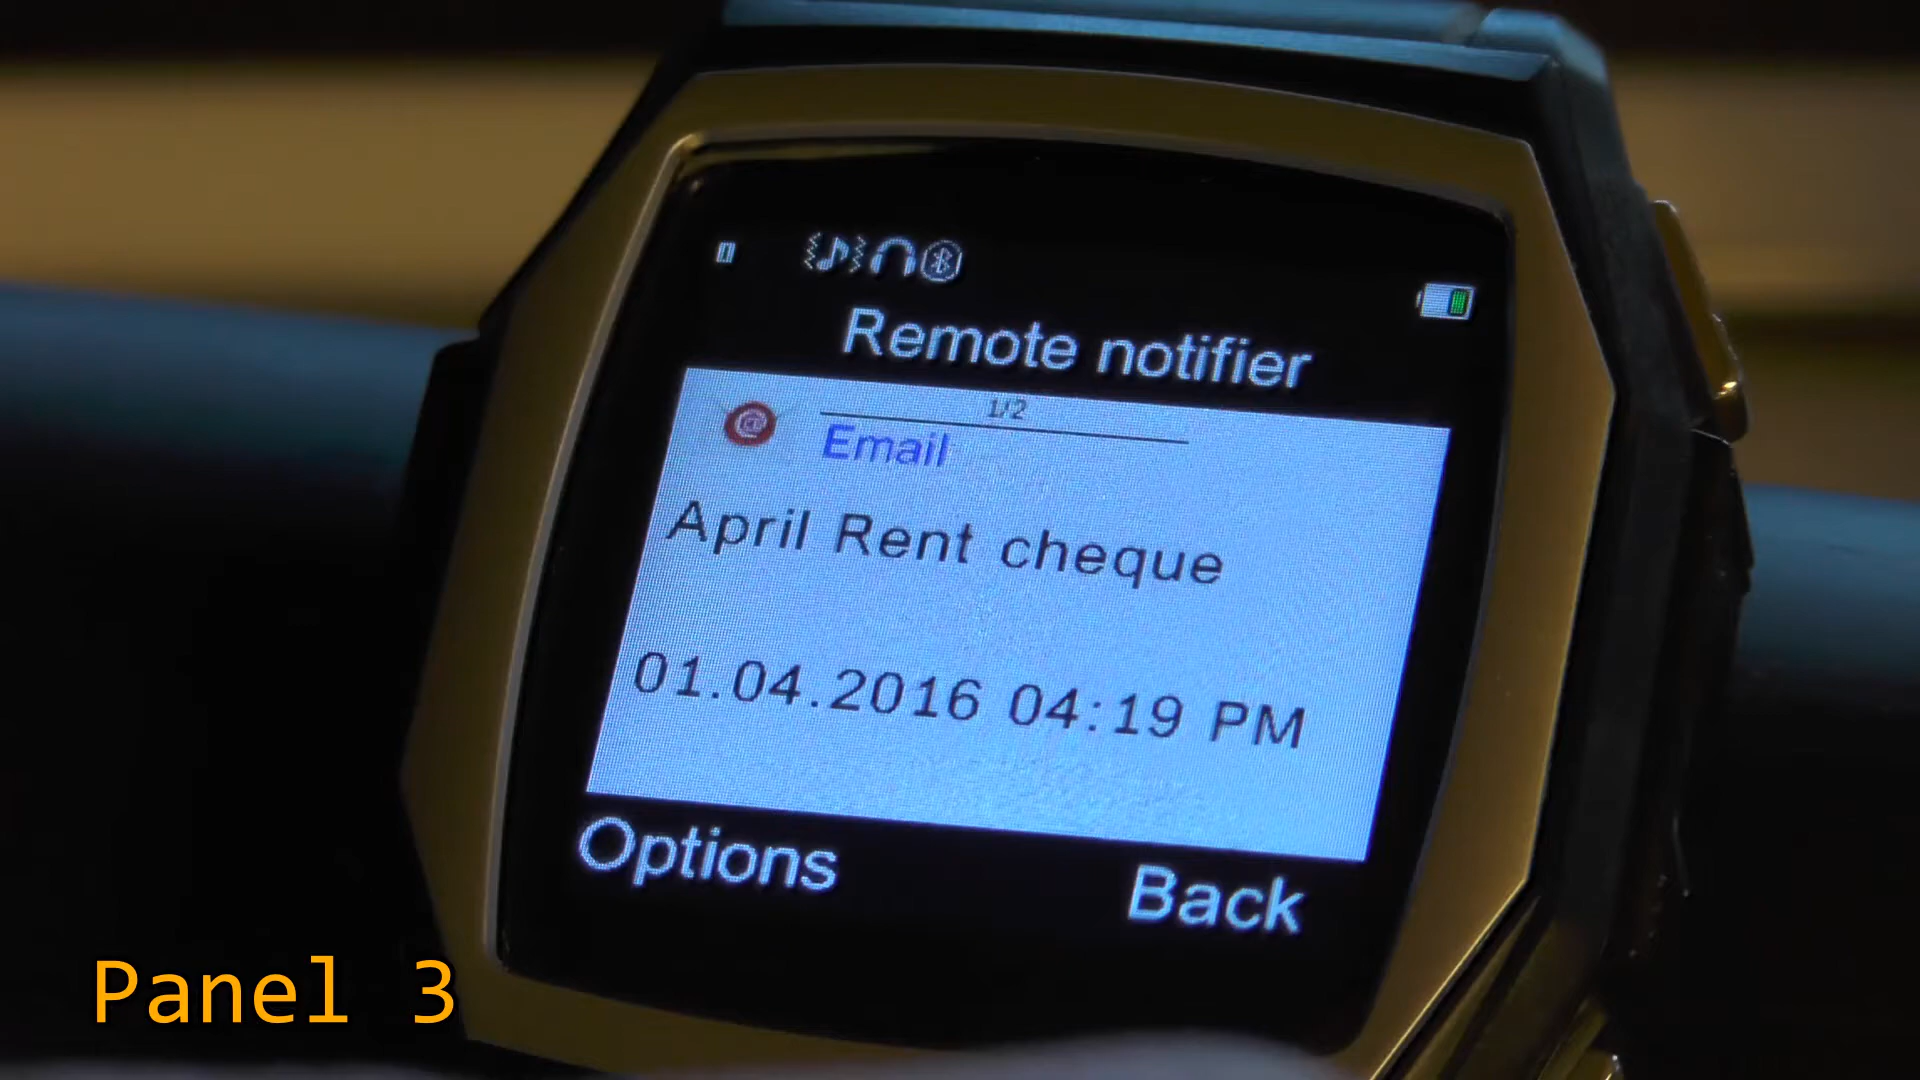 Remote notifier
1/2
Email
April Rent cheque
01.04.2016 04:19 PM
Options
Back
Panel 3